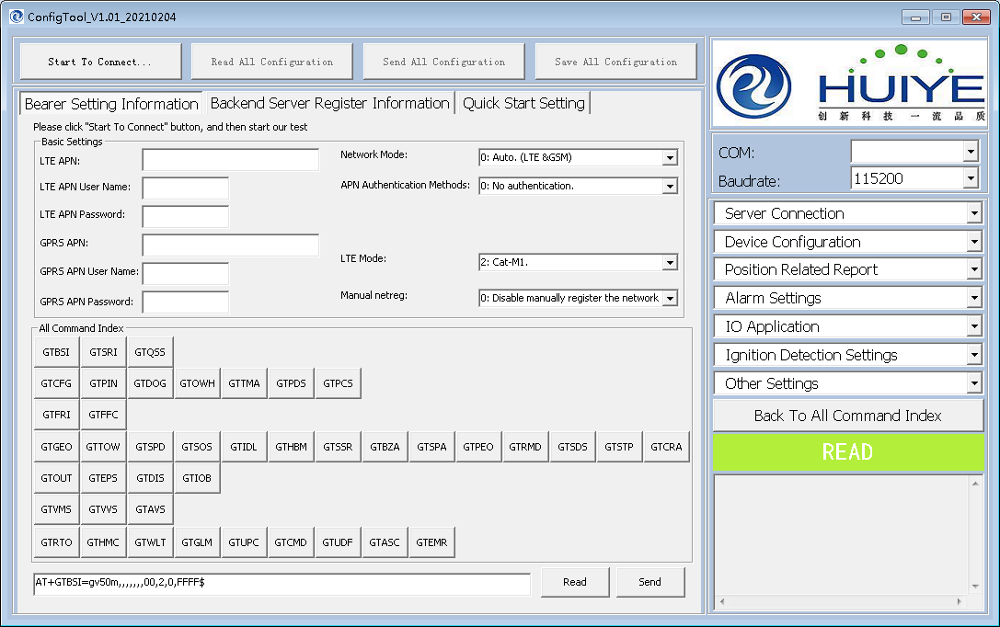 ConfigTool_V1.01_20210204
Start To Connect...
Read All Configuration
Send All Configuration
Save All Configuration
HUIYE
创新科技一流品质
Bearer Setting Information
Backend Server Register Information
Quick Start Setting
Please click "Start To Connect" button, and then start our test
Basic Settings
LTE APN:
LTE APN User Name:
LTE APN Password:
GPRS APN:
GPRS APN User Name:
GPRS APN Password:
Network Mode:
0: Auto. (LTE &GSM)
APN Authentication Methods:
0: No authentication.
LTE Mode:
2: Cat-M1.
Manual netreg:
0: Disable manually register the network
All Command Index
GTBSI GTSRI GTQSS
GTCFG GTPIN GTDOG GTOWH GTTMA GTPDS GTPCS
GTFRI GTFFC
GTGEO GTTOW GTSPD GTSOS GTIDL GTHBM GTSSR GTBZA GTSPA GTPEO GTRMD GTSDS GTSTP GTCRA
GTOUT GTEPS GTDIS GTIOB
GTVMS GTVVS GTAVS
GTRTO GTHMC GTWLT GTGLM GTUPC GTCMD GTUDF GTASC GTEMR
AT+GTBSI=gv50m,,,,,,,00,2,0,FFFF$
Read
Send
COM:
Baudrate:
115200
Server Connection
Device Configuration
Position Related Report
Alarm Settings
IO Application
Ignition Detection Settings
Other Settings
Back To All Command Index
READ